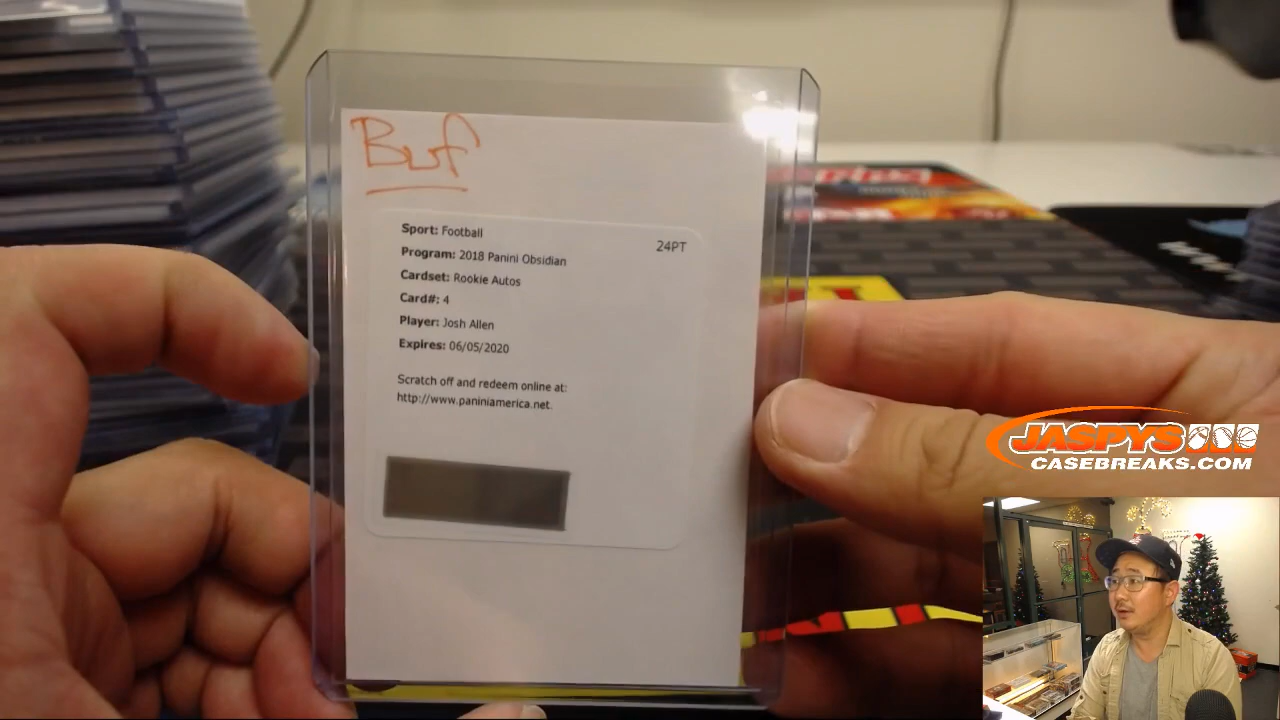 Buf
Sport: Football
24PT
Program: 2018 Panini Obsidian
Cardset: Rookie Autos
Card#: 4
Player: Josh Allen
Expires: 06/05/2020
Scratch off and redeem online at:
http://www.paniniamerica.net.
JASPYS
CASEBREAKS.COM